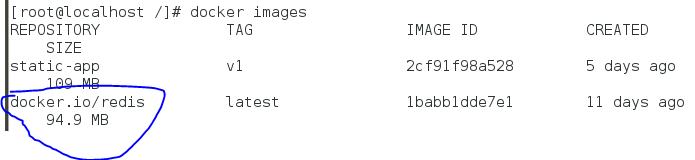 [root@localhost /]# docker images
REPOSITORY TAG IMAGE ID CREATED
SIZE
static-app v1 2cf91f98a528 5 days ago
109 MB
docker.io/redis latest 1babb1dde7e1 11 days ago
94.9 MB